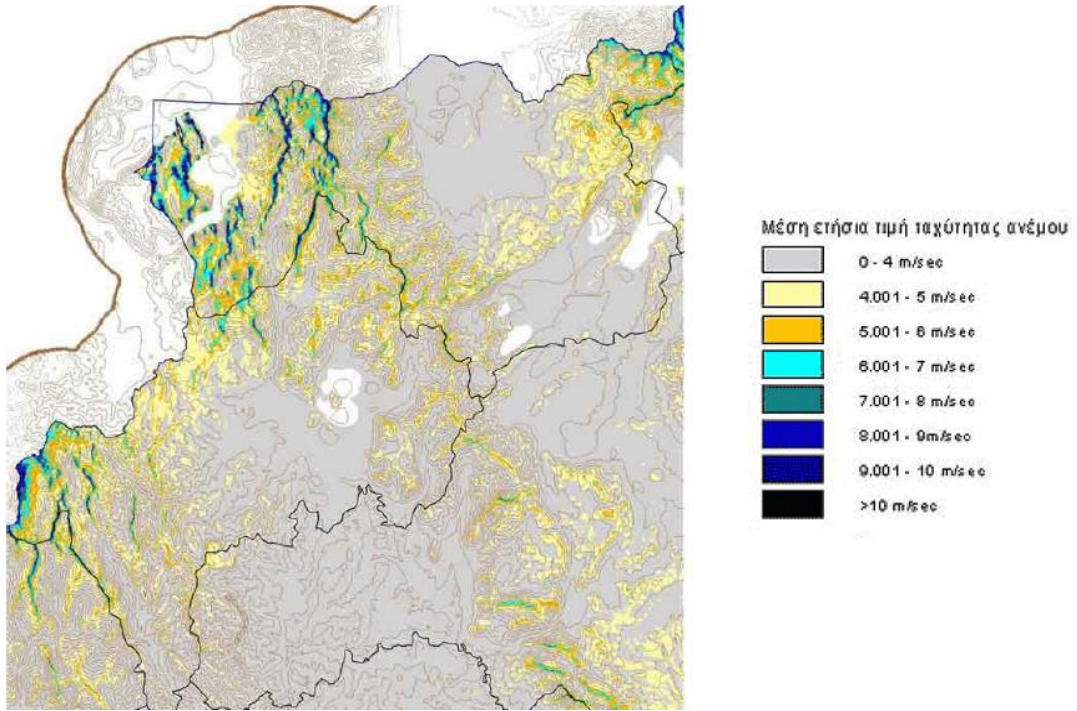 Μέση ετήσια τιμή ταχύτητας ανέμου
0 - 4 m/sec
4.001 - 5 m/sec
5.001 - 6 m/sec
6.001 - 7 m/sec
7.001 - 8 m/sec
8.001 - 9m/sec
9.001 - 10 m/sec
>10 m/sec